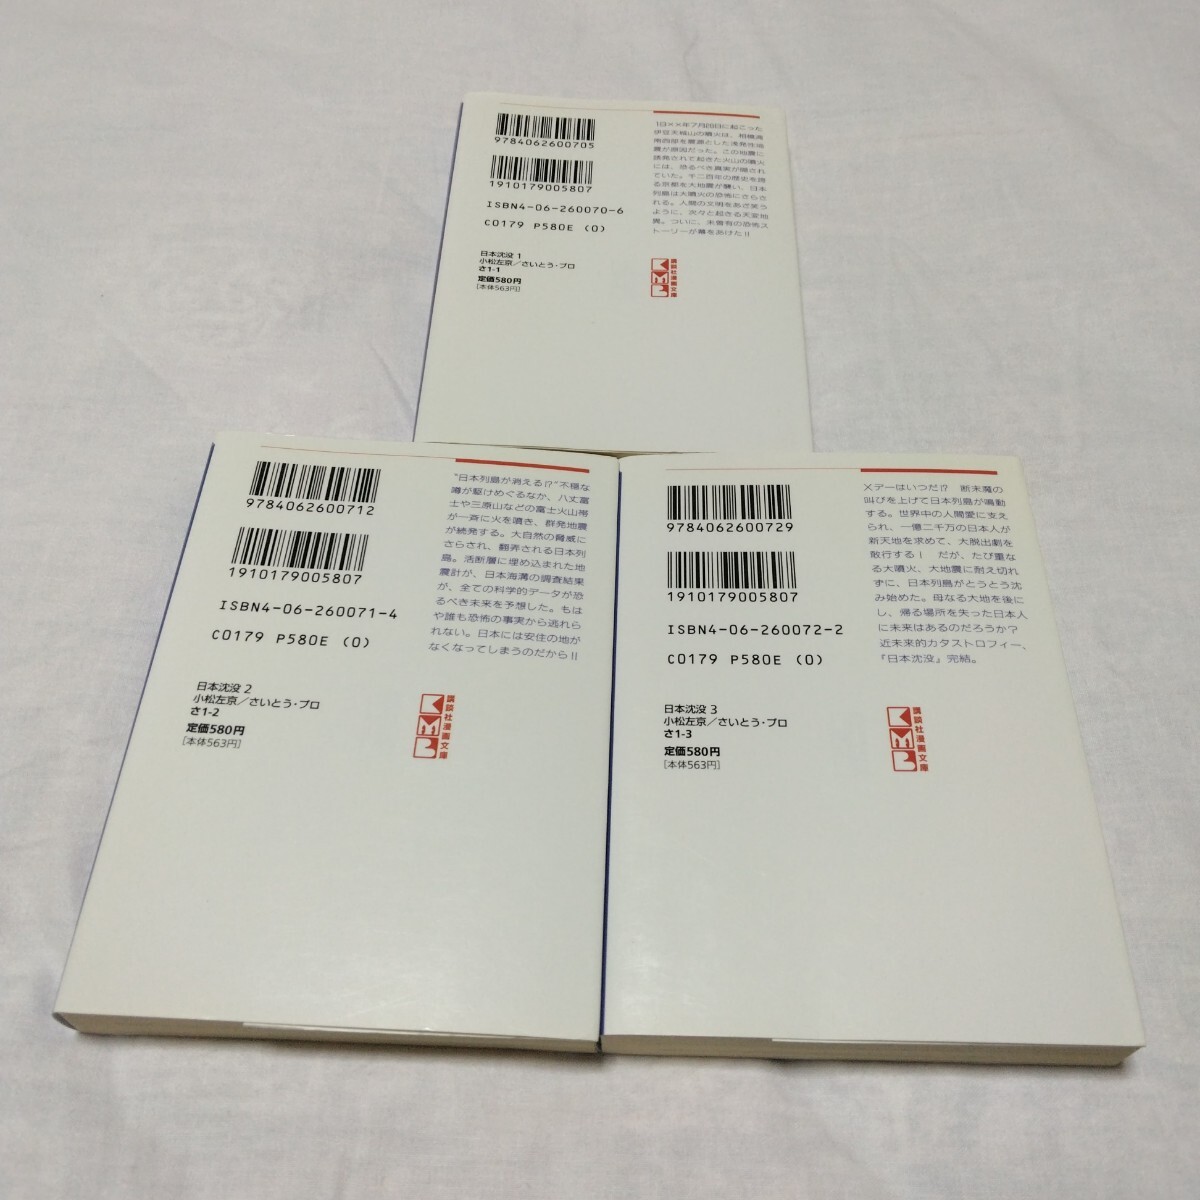 9784062600705
1910179005807
ISBN4-06-260070-6
C0179 P580E (0)
日本沈没 1
小松左京／さいとう・プロ
さ1-1
定価580円
[本体563円]
19××年7月
伊豆天城山の噴火は、相模湾
南西部を震源とした浅発性地
震が原因だった。この地震に
誘発されて起きた火山の噴火
には、恐るべき真実が隠され
ていた。千二百年の歴史を誇
る京都を大地震が襲い、日本
列島は大噴火の恐怖にさらさ
れる。人間の文明をあざ笑う
ように、次々と起きる天変地
異。ついに、未曾有の恐怖ス
トーリーが幕をあけた!!
KMB
講談社漫画文庫
9784062600712
1910179005807
ISBN4-06-260071-4
C0179 P580E (0)
日本沈没 2
小松左京／さいとう・プロ
さ1-2
定価580円
[本体563円]
“日本列島が消える!?”不穏な
噂が駆けめぐるなか、八丈富
士や三原山などの富士火山帯
が一斉に火を噴き、群発地震
が続発する。大自然の脅威に
さらされ、翻弄される日本列
島。活断層に埋め込まれた地
震計が、日本海溝の調査結果
が、全ての科学的データが恐
るべき未来を予想した。もは
や誰も恐怖の事実から逃れら
れない。日本には安住の地が
なくなってしまうのだから!!
KMB
講談社漫画文庫
9784062600729
1910179005807
ISBN4-06-260072-2
C0179 P580E (0)
日本沈没 3
小松左京／さいとう・プロ
さ1-3
定価580円
[本体563円]
Xデーはいつだ!? 断末魔の
叫びを上げて日本列島が鳴動
する。世界中の人間愛に支え
られ、一億二千万の日本人が
新天地を求めて、大脱出劇を
敢行する! だが、たび重な
る大噴火、大地震に耐え切れ
ずに、日本列島がとうとう沈
み始めた。母なる大地を後に
し、帰る場所を失った日本人
に未来はあるのだろうか?
近未来的カタストロフィー、
『日本沈没』完結。
KMB
講談社漫画文庫